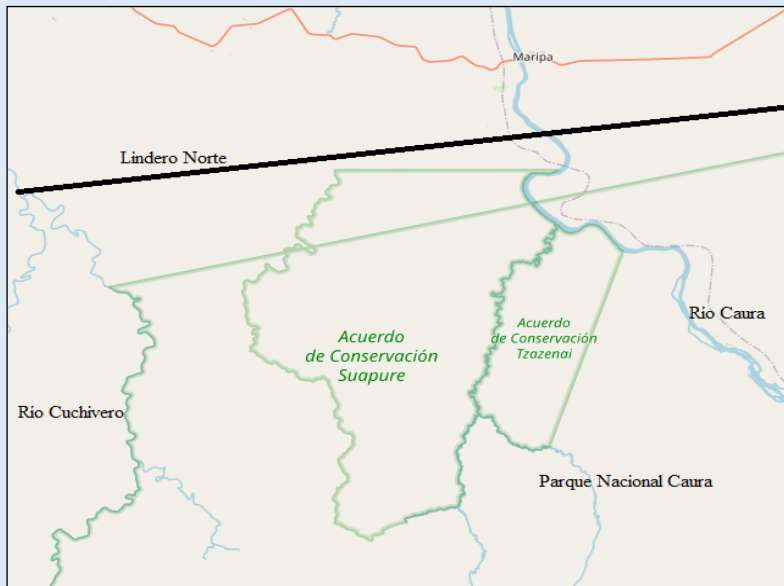 Maripa
Lindero Norte
Río Caura
Acuerdo
de Conservación
Suapure
Acuerdo
de Conservación
Tzazenai
Río Cuchivero
Parque Nacional Caura